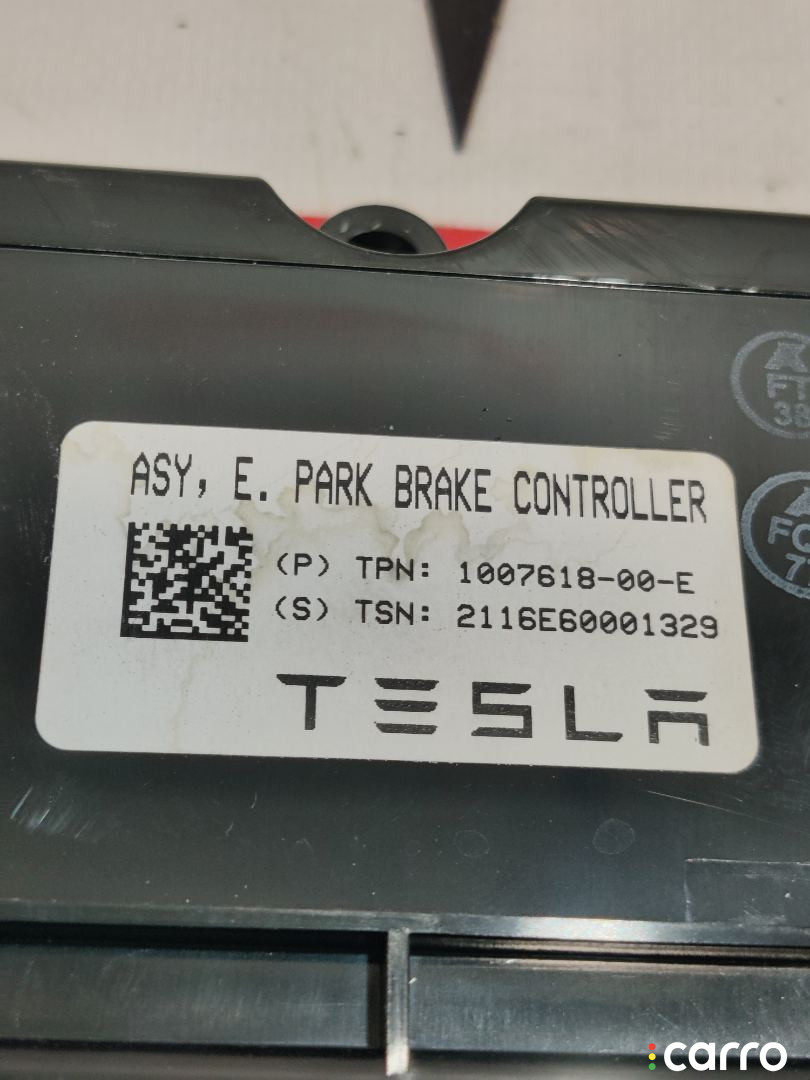 ASY, E. PARK BRAKE CONTROLLER
(P) TPN: 1007618-00-E
(S) TSN: 2116E60001329
TESLA
carro